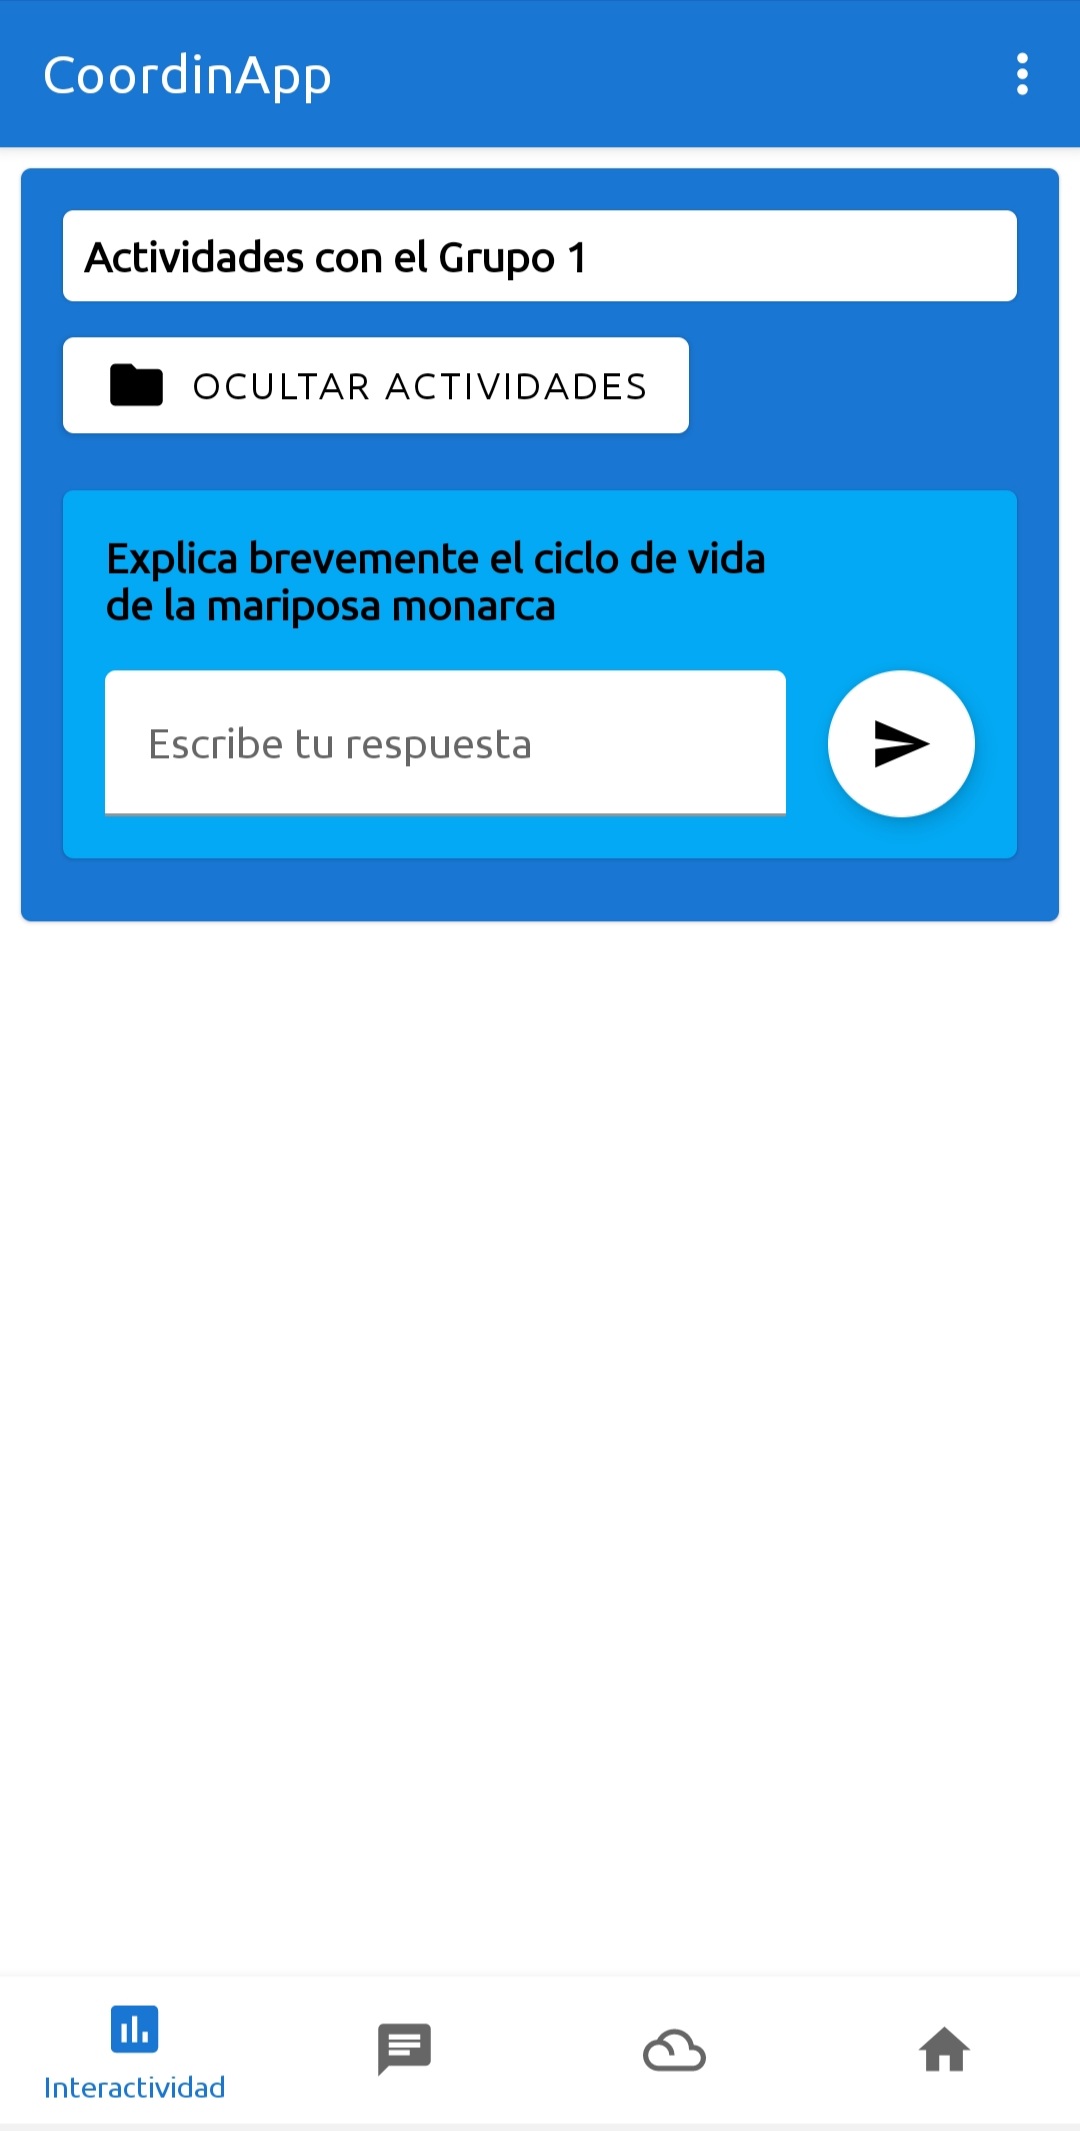 CoordinApp
Actividades con el Grupo 1
OCULTAR ACTIVIDADES
Explica brevemente el ciclo de vida
de la mariposa monarca
Escribe tu respuesta
Interactividad